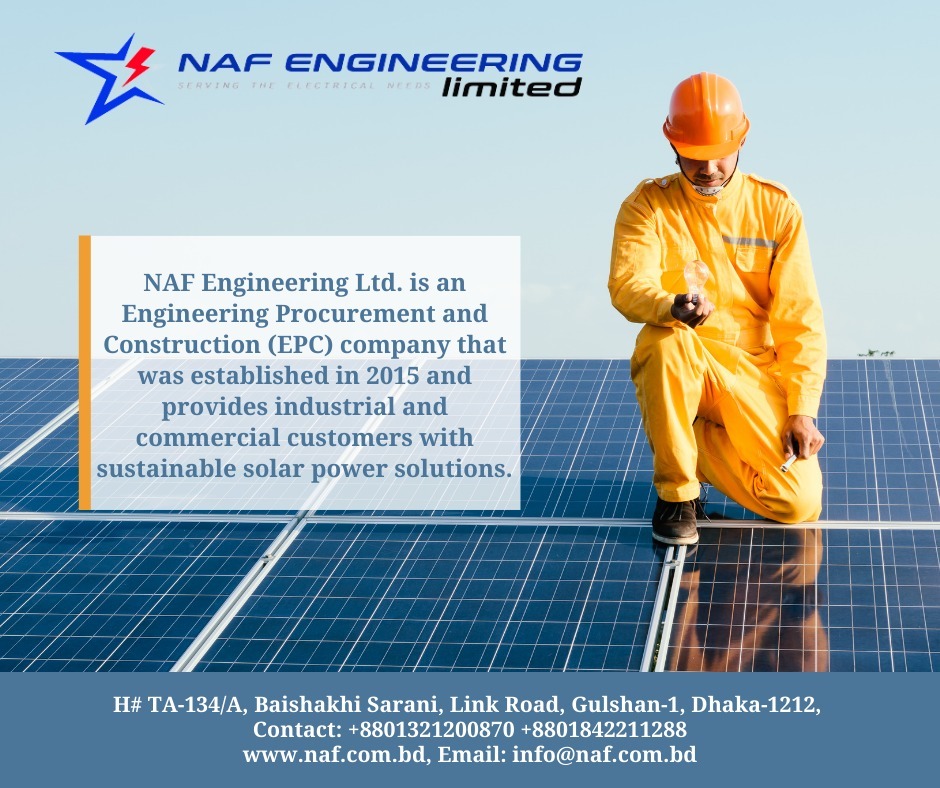 NAF ENGINEERING
SERVING THE ELECTRICAL NEEDS limited
NAF Engineering Ltd. is an
Engineering Procurement and
Construction (EPC) company that
was established in 2015 and
provides industrial and
commercial customers with
sustainable solar power solutions.
H# TA-134/A, Baishakhi Sarani, Link Road, Gulshan-1, Dhaka-1212,
Contact: +8801321200870 +8801842211288
www.naf.com.bd, Email: info@naf.com.bd